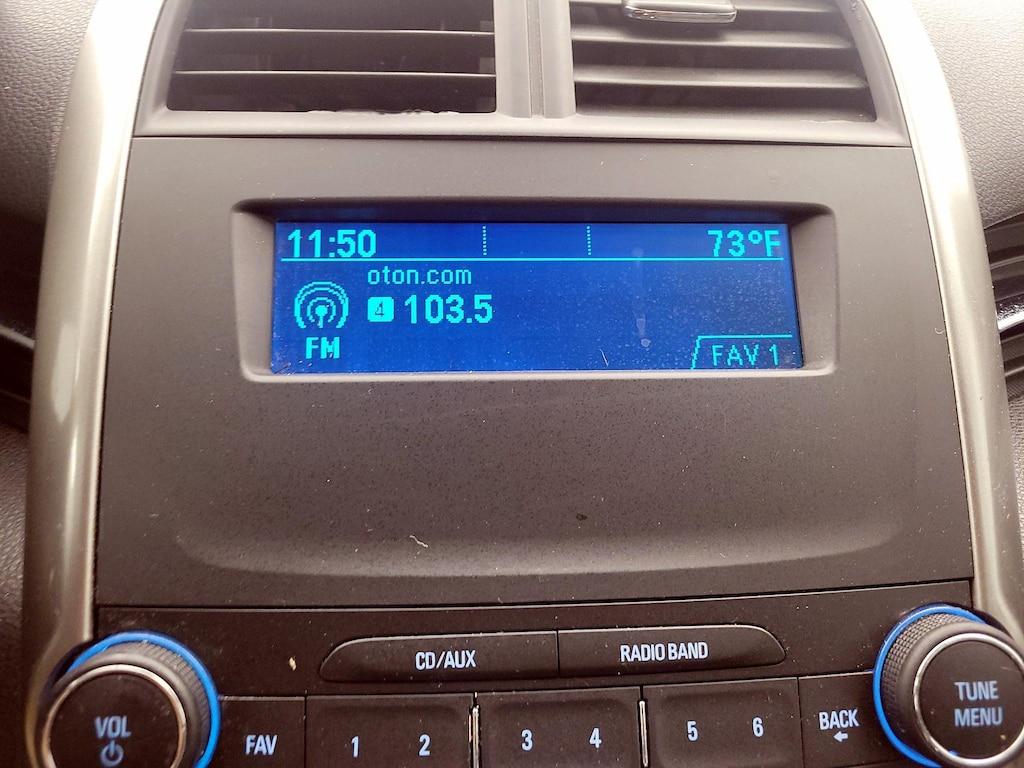 11:50 73°F
oton.com
4 103.5
FM
FAV 1
CD/AUX RADIO BAND
VOL
FAV 1 2 3 4 5 6 BACK
TUNE
MENU